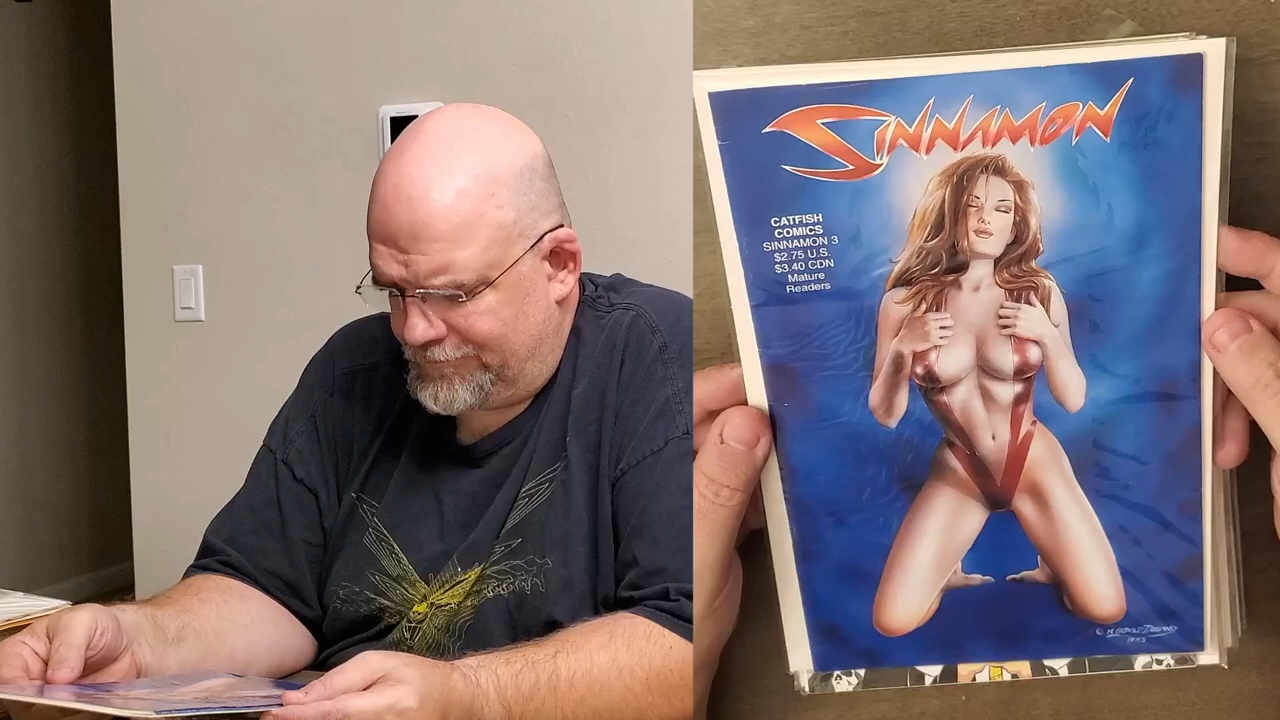 SINNAMON
CATFISH
COMICS
SINNAMON 3
$2.75 U.S.
$3.40 CDN
Mature
Readers